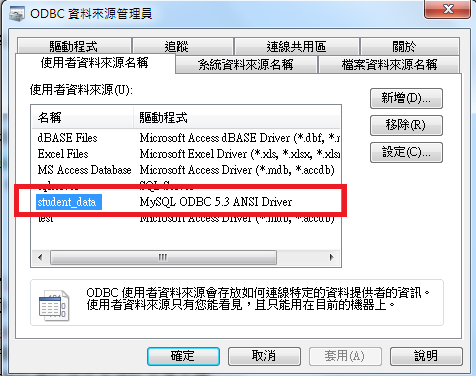 ODBC 資料來源管理員
驅動程式 追蹤 連線共用區 關於
使用者資料來源名稱 系統資料來源名稱 檔案資料來源名稱
使用者資料來源(U):
名稱 驅動程式
dBASE Files Microsoft Access dBASE Driver (*.dbf, *.n
Excel Files Microsoft Excel Driver (*.xls, *.xlsx, *.xls
MS Access Database Microsoft Access Driver (*.mdb, *.accdb)
sqlserver SQL Server
student_data MySQL ODBC 5.3 ANSI Driver
test Microsoft Access Driver (*.mdb, *.accdb)
新增(D)...
移除(R)
設定(C)...
ODBC 使用者資料來源會存放如何連線特定的資料提供者的資訊。
使用者資料來源只有您能看見，且只能用在目前的機器上。
確定 取消 套用(A) 說明